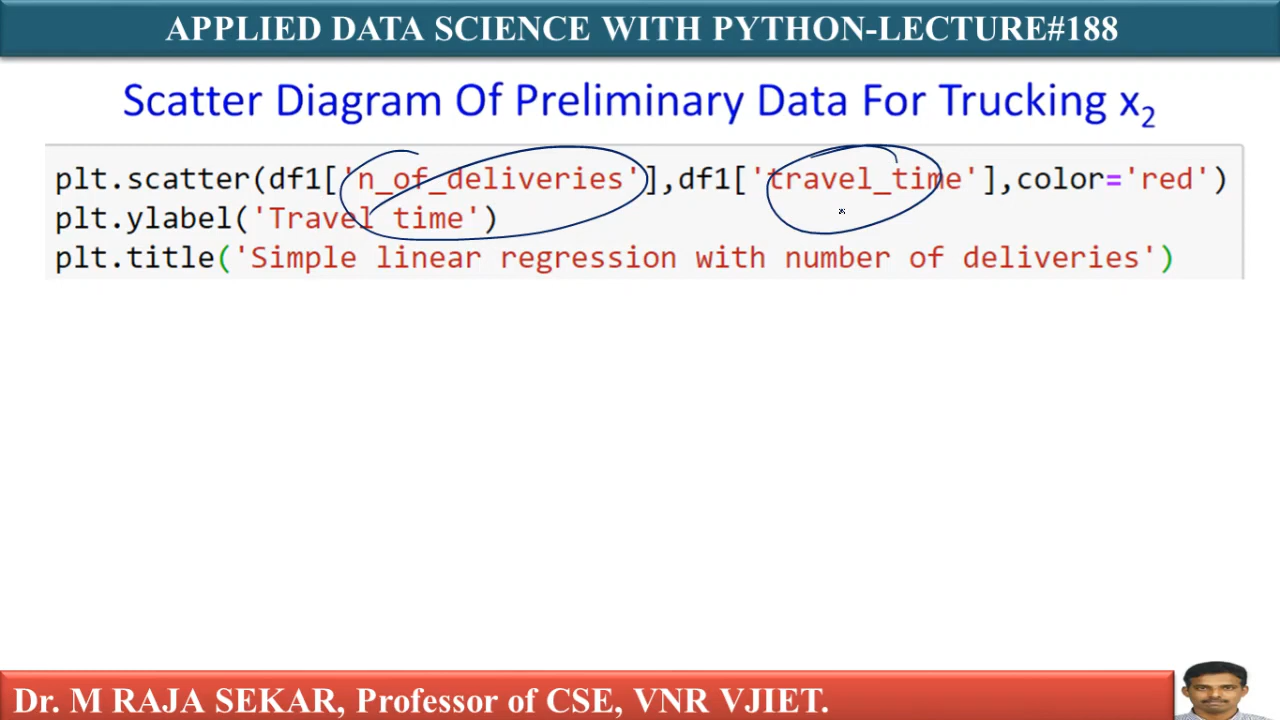 APPLIED DATA SCIENCE WITH PYTHON-LECTURE#188
Scatter Diagram Of Preliminary Data For Trucking x₂
plt.scatter(df1['n_of_deliveries'],df1['travel_time'],color='red')
plt.ylabel('Travel time')
plt.title('Simple linear regression with number of deliveries')
Dr. M RAJA SEKAR, Professor of CSE, VNR VJIET.